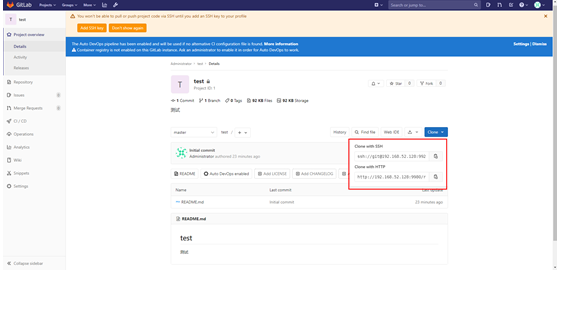 GitLab Projects Groups More Search or jump to...
You won't be able to pull or push project code via SSH until you add an SSH key to your profile
Add SSH key Don't show again
The Auto DevOps pipeline has been enabled and will be used if no alternative CI configuration file is found. More information
Settings | Dismiss
Container registry is not enabled on this GitLab instance. Ask an administrator to enable it in order for Auto DevOps to work.
T test
Project overview
Details
Activity
Releases
Repository
Issues 0
Merge Requests 0
CI / CD
Operations
Analytics
Wiki
Snippets
Settings
Collapse sidebar
Administrator > test > Details
T
test
Project ID: 1
Star 0
Fork 0
1 Commit 1 Branch 0 Tags 92 KB Files 92 KB Storage
测试
master test / +
History Find file Web IDE Clone
Initial commit
Administrator authored 23 minutes ago
Clone with SSH
ssh://git@192.168.52.128:992
Clone with HTTP
http://192.168.52.128:9980/r
README Auto DevOps enabled Add LICENSE Add CHANGELOG
Name Last commit Last update
README.md Initial commit 23 minutes ago
README.md
test
测试